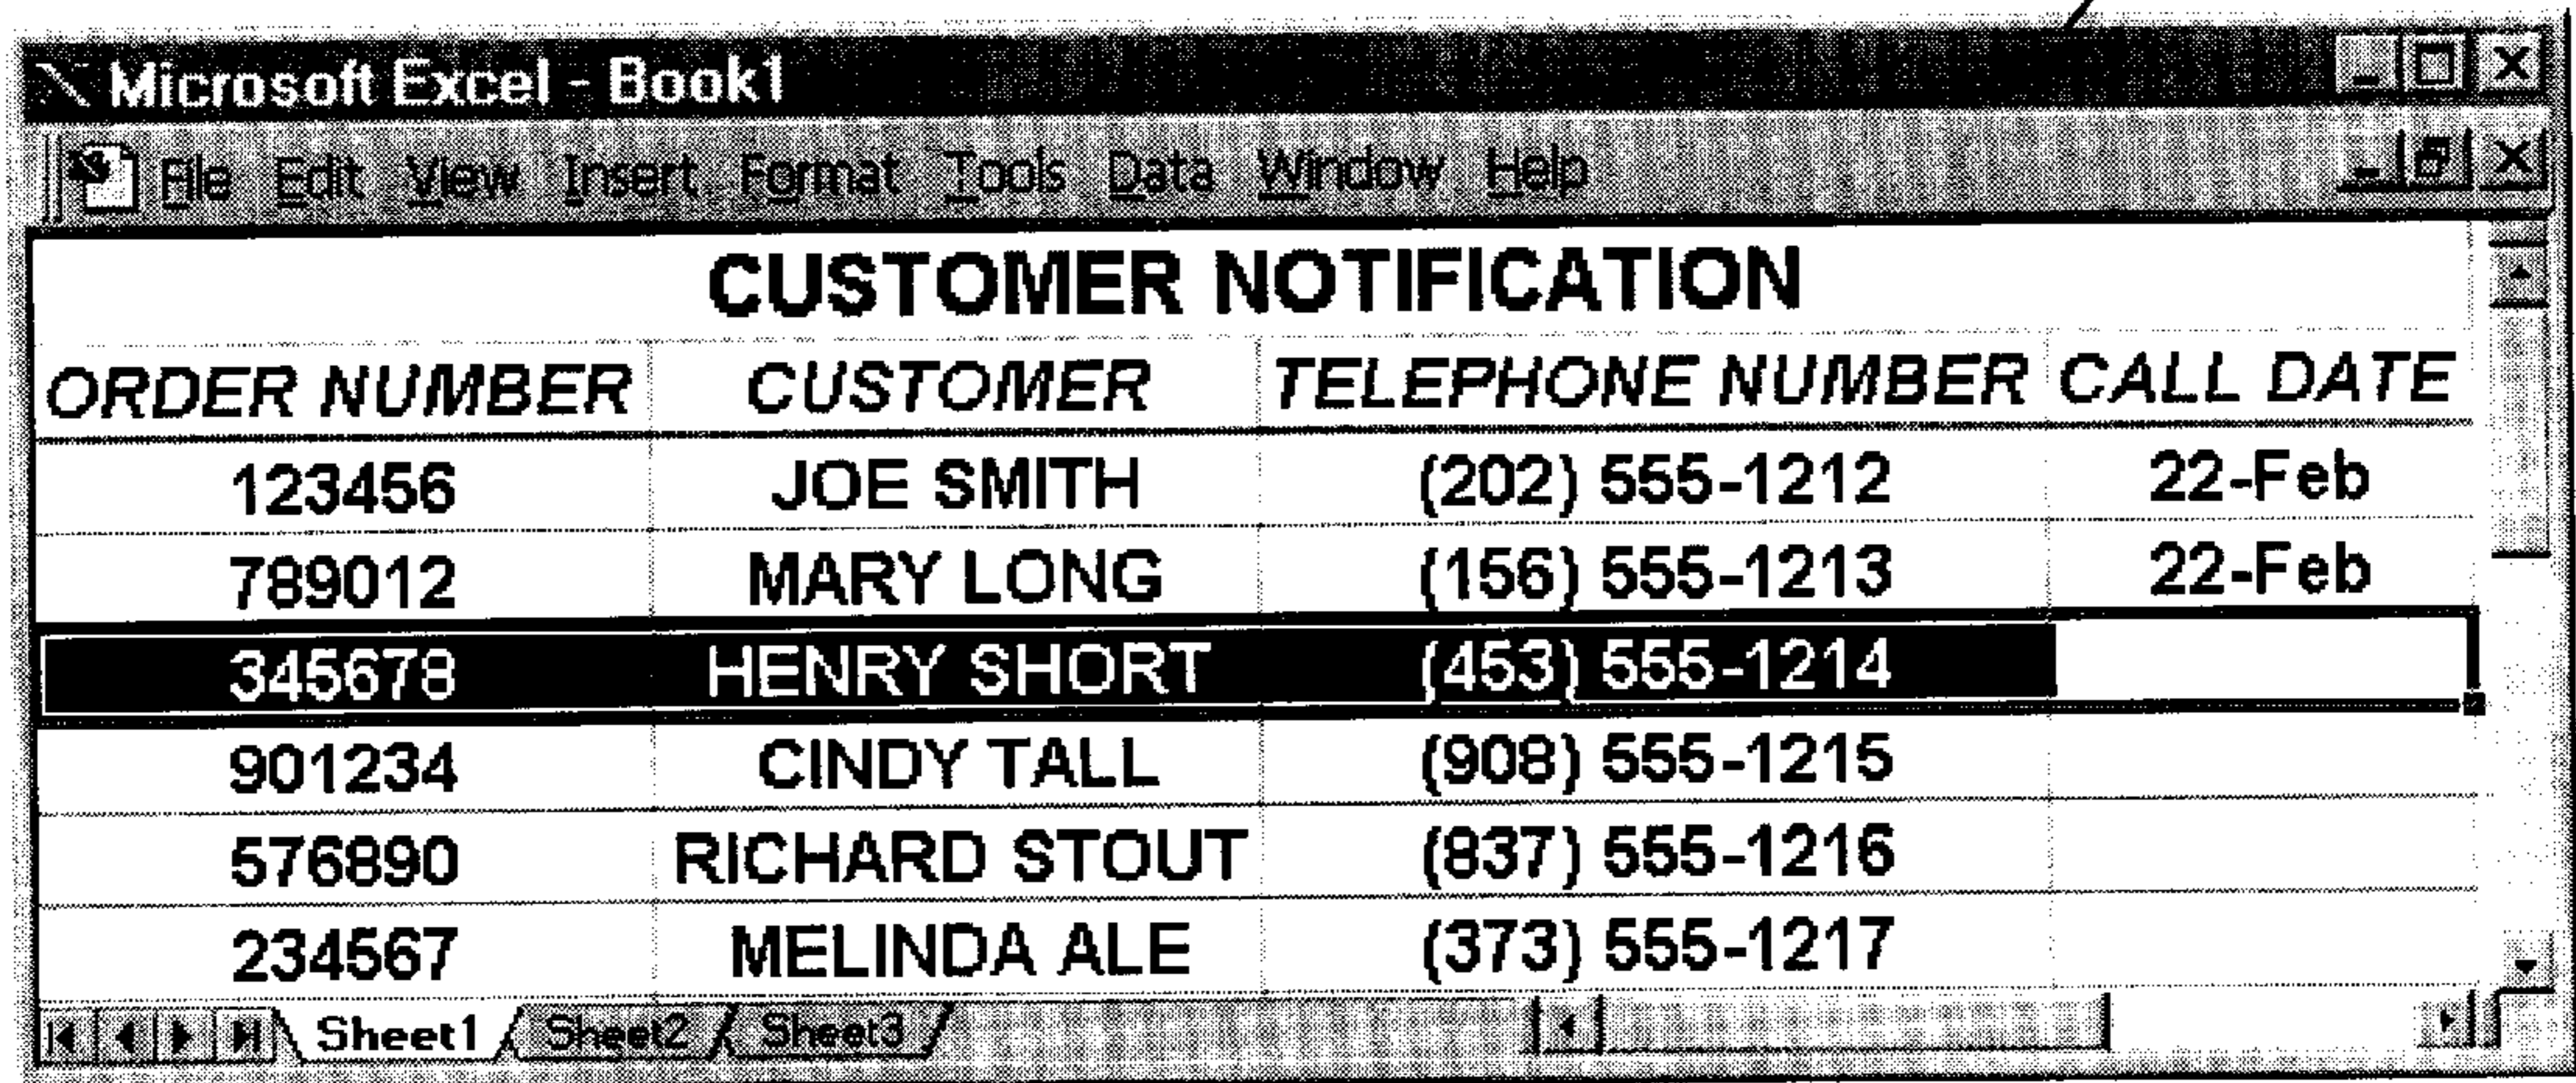 Microsoft Excel - Book1
File Edit View Insert Format Tools Data Window Help
CUSTOMER NOTIFICATION
ORDER NUMBER CUSTOMER TELEPHONE NUMBER CALL DATE
123456 JOE SMITH (202) 555-1212 22-Feb
789012 MARY LONG (156) 555-1213 22-Feb
345678 HENRY SHORT (453) 555-1214
901234 CINDY TALL (908) 555-1215
576890 RICHARD STOUT (837) 555-1216
234567 MELINDA ALE (373) 555-1217
Sheet1 Sheet2 Sheet3